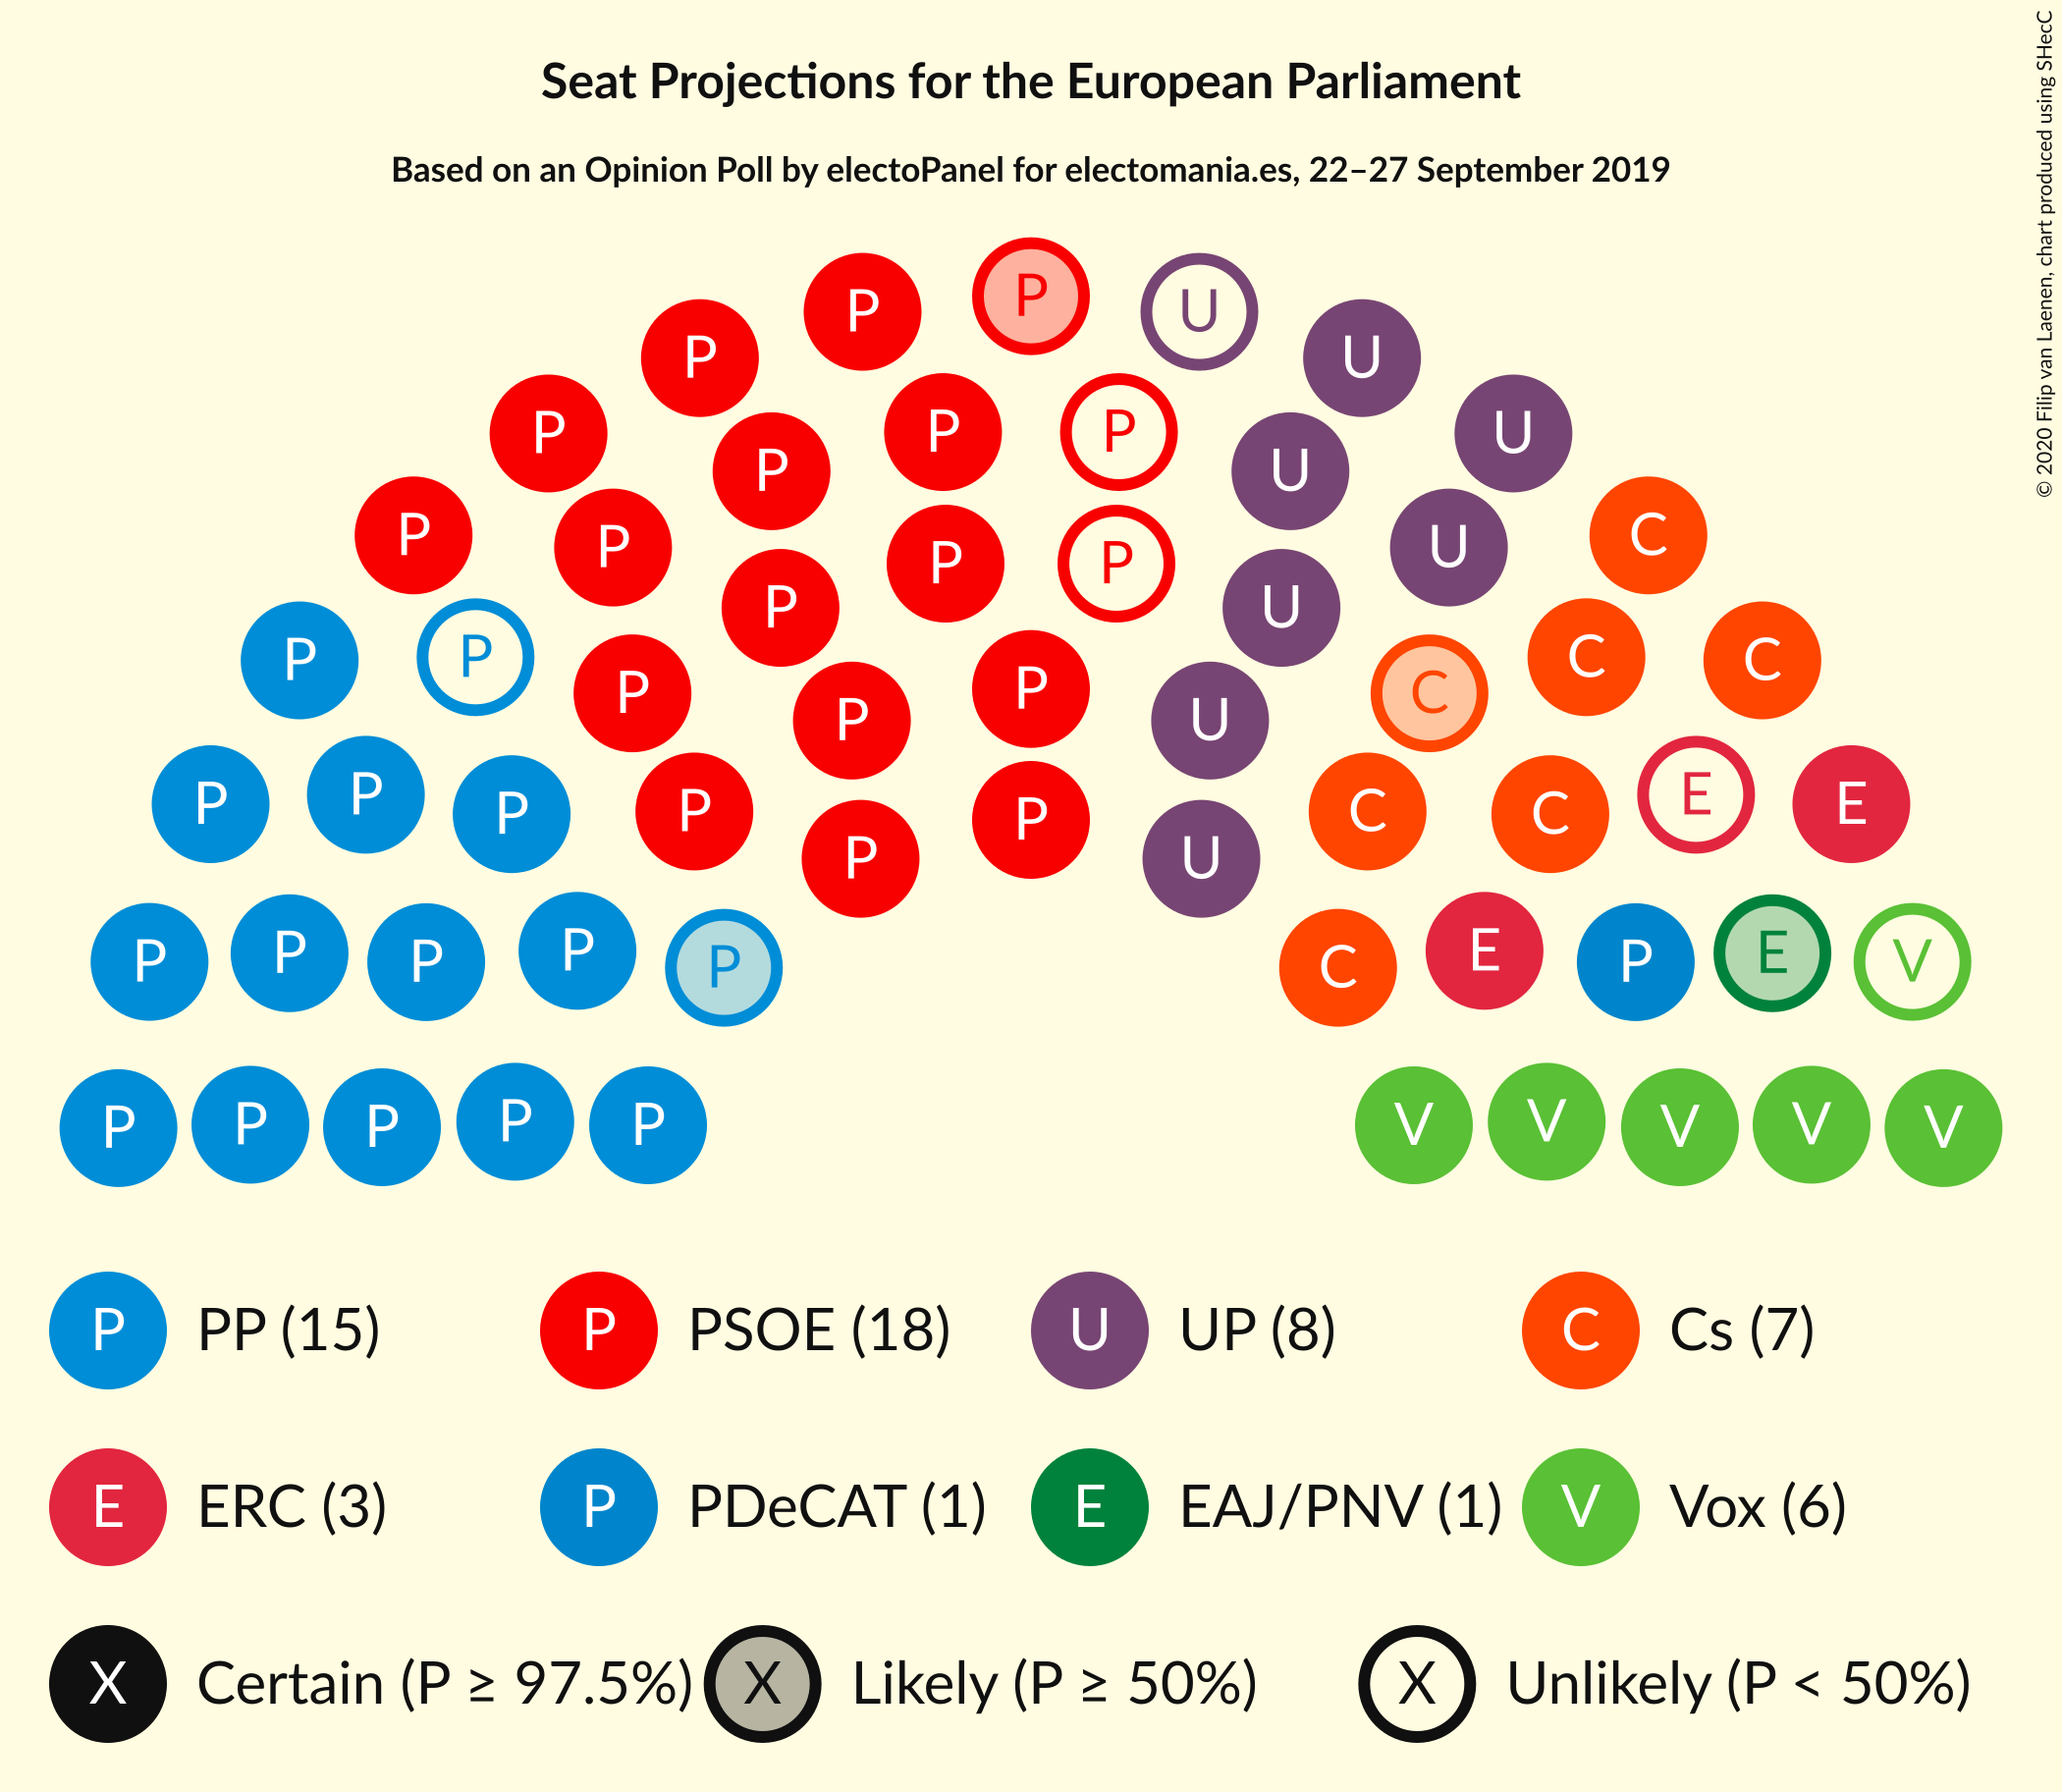 Seat Projections for the European Parliament
Based on an Opinion Poll by electoPanel for electomania.es, 22–27 September 2019
© 2020 Filip van Laenen, chart produced using SHecC
P
P U
P U
P P U
P U
P U
P C
P P U
P U C
P P
P P C C
P P U
P P P C C E E
P P
P U
P P P P P C E P E V
P P P P P V V V V V
P PP (15) P PSOE (18) U UP (8) C Cs (7)
E ERC (3) P PDeCAT (1) E EAJ/PNV (1) V Vox (6)
X Certain (P ≥ 97.5%) X Likely (P ≥ 50%) X Unlikely (P < 50%)